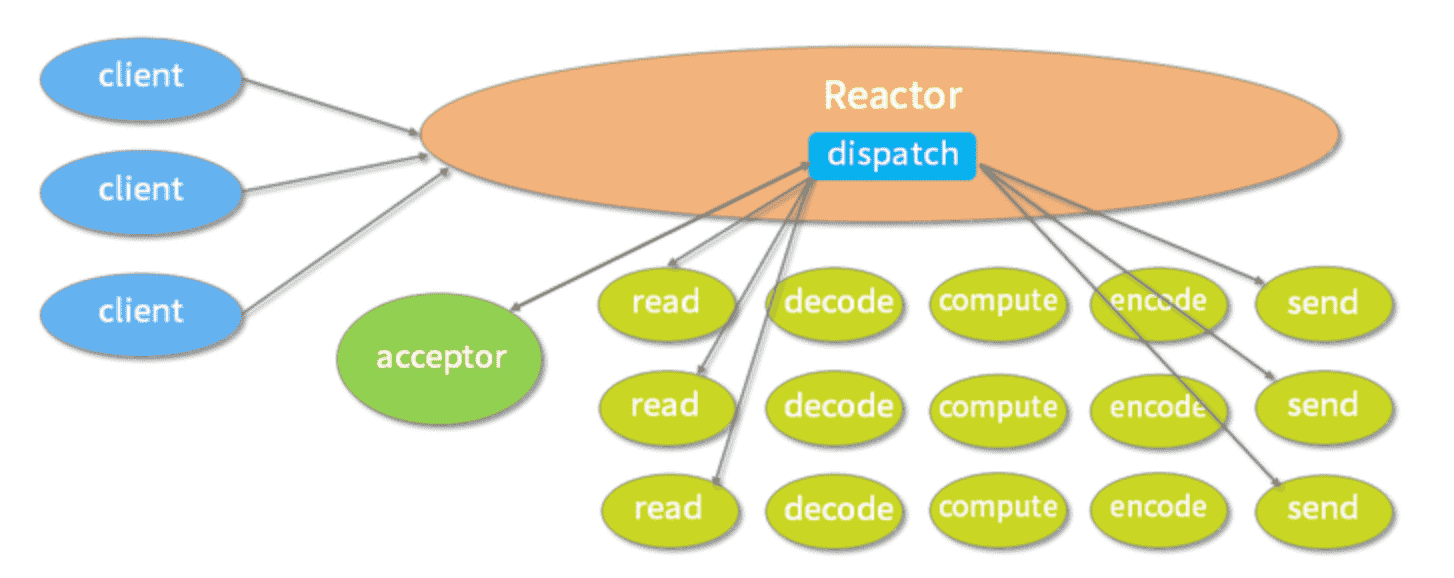 client
client
client
Reactor
dispatch
acceptor
read
decode
compute
encode
send
read
decode
compute
encode
send
read
decode
compute
encode
send